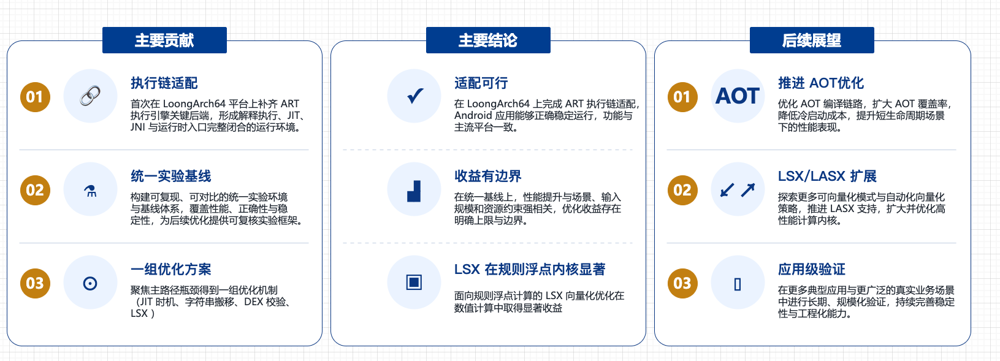 主要贡献
01
执行链适配
首次在 LoongArch64 平台上补齐 ART
执行引擎关键后端，形成解释执行、JIT、
JNI 与运行时入口完整闭合的运行环境。
02
统一实验基线
构建可复现、可对比的统一实验环境
与基线体系，覆盖性能、正确性与稳
定性，为后续优化提供可复核实验框架。
03
一组优化方案
聚焦主路径瓶颈得到一组优化机制
（JIT 时机、字符串搬移、DEX 校验、
LSX ）
主要结论
适配可行
在 LoongArch64 上完成 ART 执行链适配，
Android 应用能够正确稳定运行，功能与
主流平台一致。
收益有边界
在统一基线上，性能提升与场景、输入
规模和资源约束强相关，优化收益存在
明确上限与边界。
LSX 在规则浮点内核显著
面向规则浮点计算的 LSX 向量化优化在
数值计算中取得显著收益
后续展望
01
AOT
推进 AOT优化
优化 AOT 编译链路，扩大 AOT 覆盖率，
降低冷启动成本，提升短生命周期场景
下的性能表现。
02
LSX/LASX 扩展
探索更多可向量化模式与自动化向量化
策略，推进 LASX 支持，扩大并优化高
性能计算内核。
03
应用级验证
在更多典型应用与更广泛的真实业务场景
中进行长期、规模化验证，持续完善稳定
性与工程化能力。